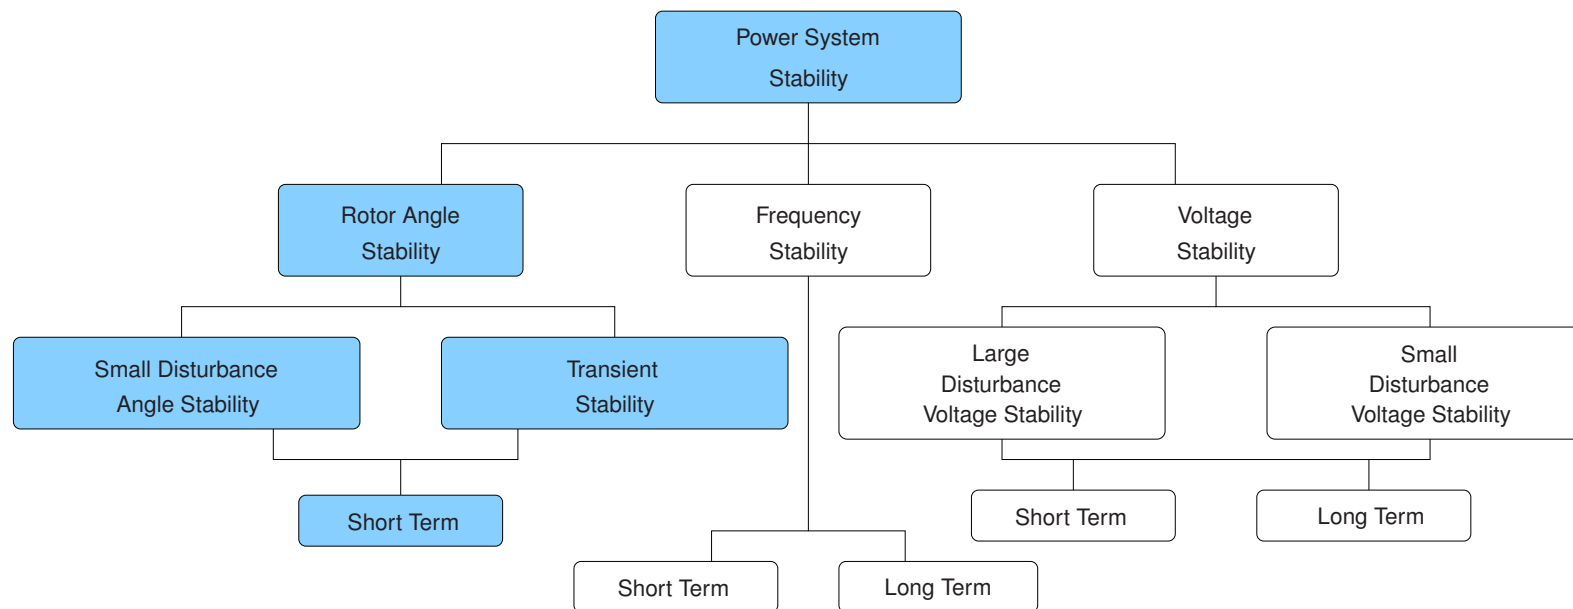 Power System
Stability
Rotor Angle
Stability
Frequency
Stability
Voltage
Stability
Small Disturbance
Angle Stability
Transient
Stability
Large
Disturbance
Voltage Stability
Small
Disturbance
Voltage Stability
Short Term
Short Term
Long Term
Short Term
Long Term